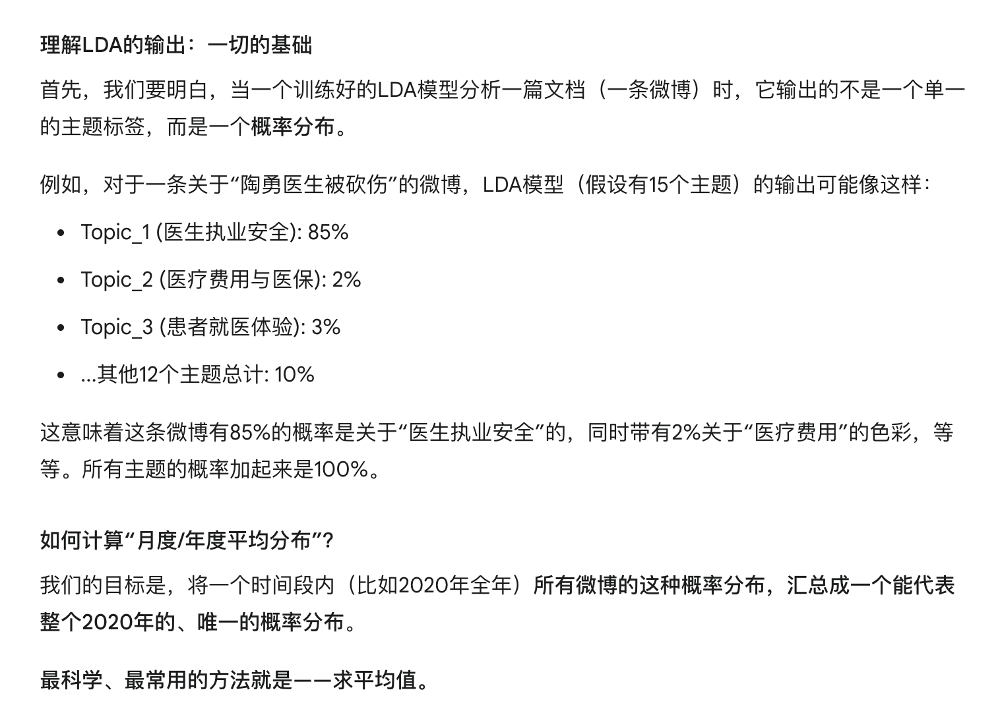 理解LDA的输出：一切的基础
首先，我们要明白，当一个训练好的LDA模型分析一篇文档（一条微博）时，它输出的不是一个单一
的主题标签，而是一个概率分布。
例如，对于一条关于“陶勇医生被砍伤”的微博，LDA模型（假设有15个主题）的输出可能像这样：
• Topic_1 (医生执业安全): 85%
• Topic_2 (医疗费用与医保): 2%
• Topic_3 (患者就医体验): 3%
• ...其他12个主题总计: 10%
这意味着这条微博有85%的概率是关于“医生执业安全”的，同时带有2%关于“医疗费用”的色彩，等
等。所有主题的概率加起来是100%。
如何计算“月度/年度平均分布”?
我们的目标是，将一个时间段内（比如2020年全年）所有微博的这种概率分布，汇总成一个能代表
整个2020年的、唯一的概率分布。
最科学、最常用的方法就是——求平均值。